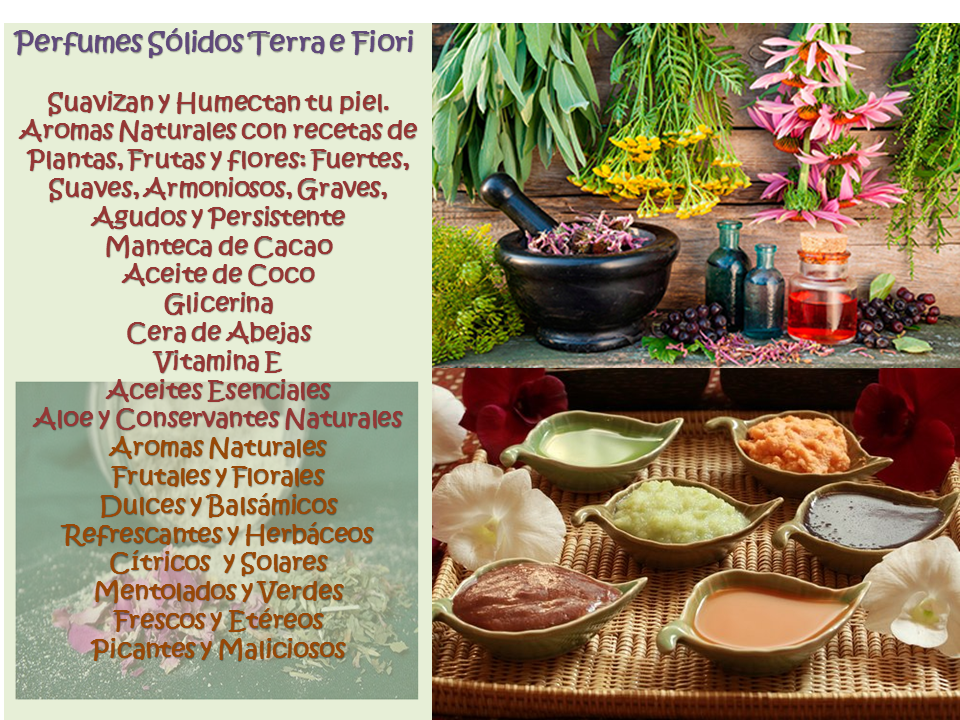 Perfumes Sólidos Terra e Fiori
Suavizan y Humectan tu piel.
Aromas Naturales con recetas de
Plantas, Frutas y flores: Fuertes,
Suaves, Armoniosos, Graves,
Agudos y Persistente
Manteca de Cacao
Aceite de Coco
Glicerina
Cera de Abejas
Vitamina E
Aceites Esenciales
Aloe y Conservantes Naturales
Aromas Naturales
Frutales y Florales
Dulces y Balsámicos
Refrescantes y Herbáceos
Cítricos y Solares
Mentolados y Verdes
Frescos y Etéreos
Picantes y Maliciosos